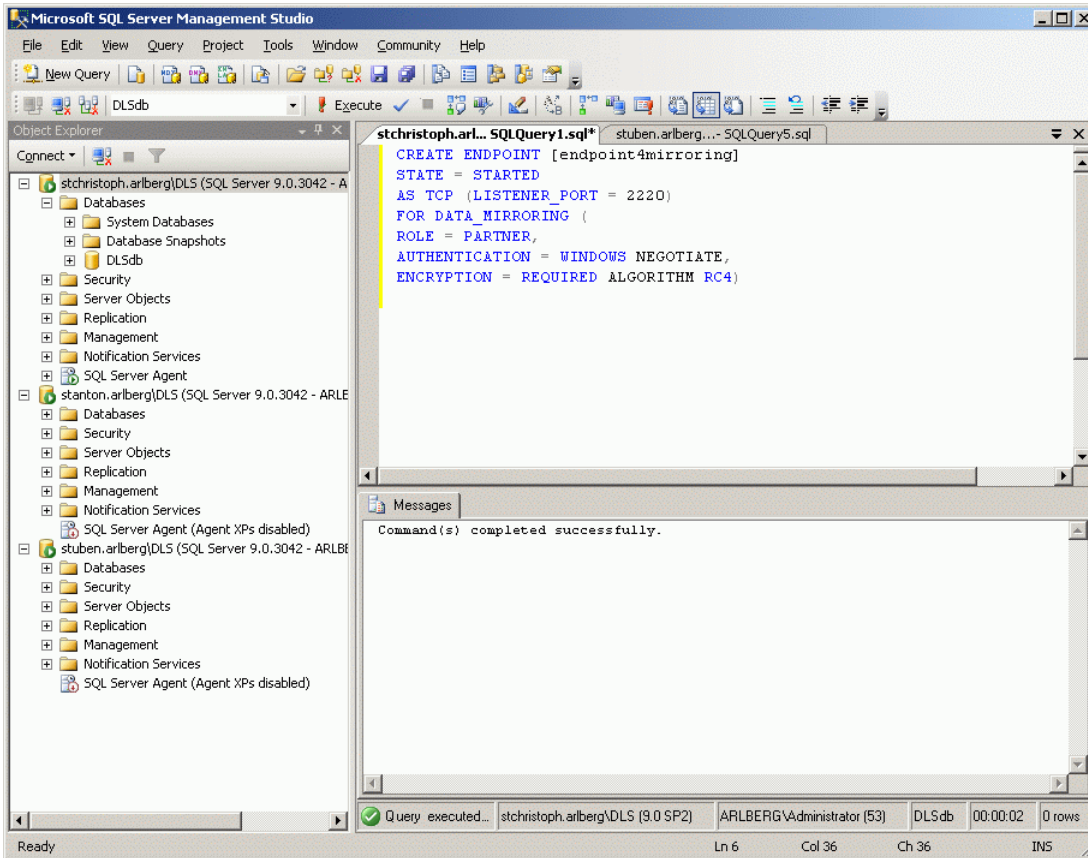 Microsoft SQL Server Management Studio
File Edit View Query Project Tools Window Community Help
New Query
DLSdb Execute
Object Explorer
Connect
stchristoph.arl... SQLQuery1.sql* stuben.arlberg...- SQLQuery5.sql
stchristoph.arlberg\DLS (SQL Server 9.0.3042 - A
Databases
System Databases
Database Snapshots
DLSdb
Security
Server Objects
Replication
Management
Notification Services
SQL Server Agent
stanton.arlberg\DLS (SQL Server 9.0.3042 - ARLE
Databases
Security
Server Objects
Replication
Management
Notification Services
SQL Server Agent (Agent XPs disabled)
stuben.arlberg\DLS (SQL Server 9.0.3042 - ARLBE
Databases
Security
Server Objects
Replication
Management
Notification Services
SQL Server Agent (Agent XPs disabled)
CREATE ENDPOINT [endpoint4mirroring]
STATE = STARTED
AS TCP (LISTENER_PORT = 2220)
FOR DATA_MIRRORING (
ROLE = PARTNER,
AUTHENTICATION = WINDOWS NEGOTIATE,
ENCRYPTION = REQUIRED ALGORITHM RC4)
Messages
Command(s) completed successfully.
Query executed... stchristoph.arlberg\DLS (9.0 SP2) ARLBERG\Administrator (53) DLSdb 00:00:02 0 rows
Ready Ln 6 Col 36 Ch 36 INS